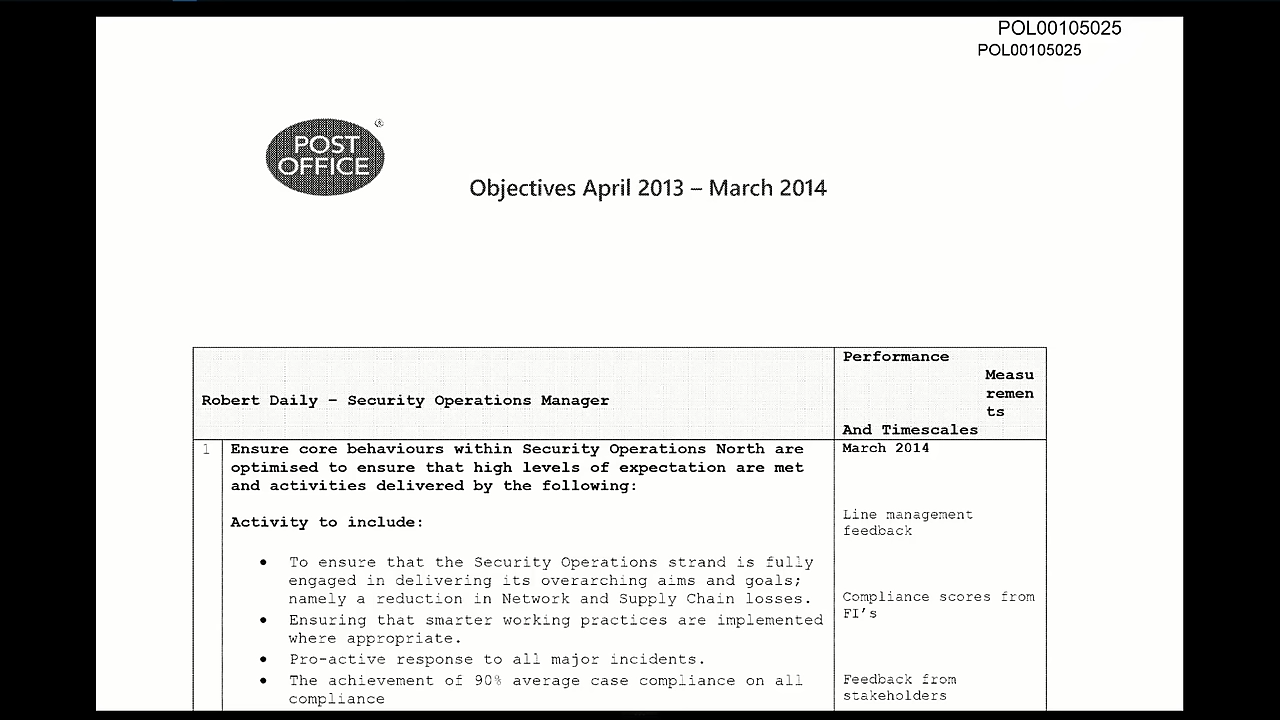 POL00105025
POL00105025
POST
OFFICE
®
Objectives April 2013 – March 2014
Robert Daily – Security Operations Manager
Performance
Measu
remen
ts
And Timescales
1
Ensure core behaviours within Security Operations North are
optimised to ensure that high levels of expectation are met
and activities delivered by the following:
Activity to include:
• To ensure that the Security Operations strand is fully
engaged in delivering its overarching aims and goals;
namely a reduction in Network and Supply Chain losses.
• Ensuring that smarter working practices are implemented
where appropriate.
• Pro-active response to all major incidents.
• The achievement of 90% average case compliance on all
compliance
March 2014
Line management
feedback
Compliance scores from
FI's
Feedback from
stakeholders